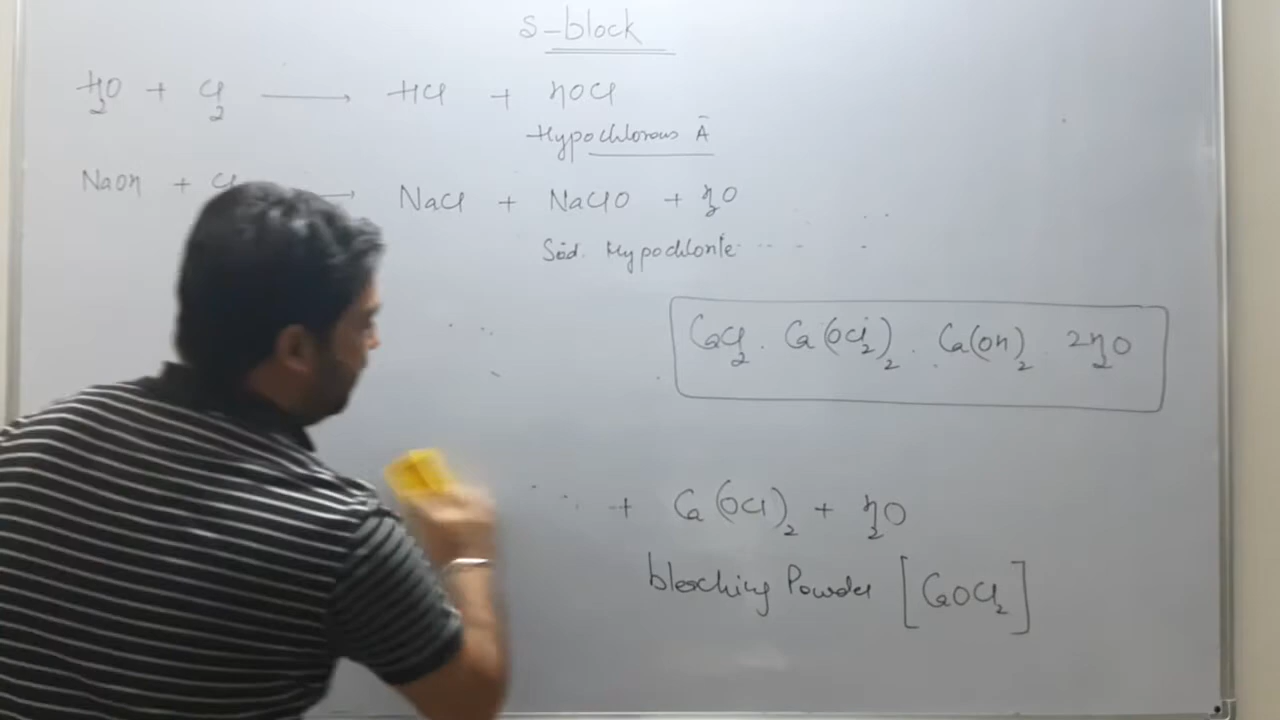 S-block
H2O + Cl2 → HCl + HOCl
Hypochlorous A
NaOH + Cl → NaCl + NaClO + H2O
Sod. Hypochlorite
CaCl2 . Ca(OCl2)2 . Ca(OH)2 2H2O
+ Ca(OCl)2 + H2O
bleaching Powder [CaOCl2]